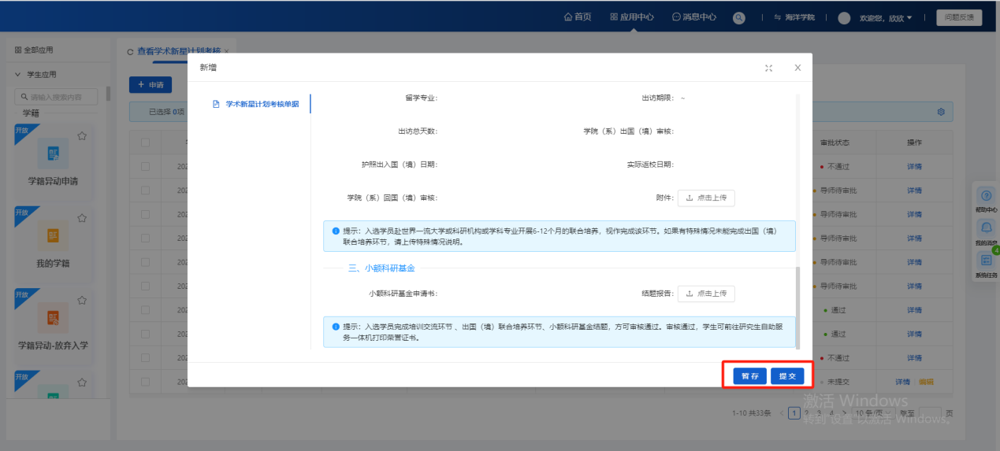 首页 应用中心 消息中心 海洋学院 欢迎您，欣欣 问题反馈
全部应用
查看学术新星计划考核 ×
学生应用
请输入搜索内容
学籍
开放
学籍异动申请
开放
我的学籍
开放
学籍异动-放弃入学
开放
+ 申请
已选择 0项
新增
学术新星计划考核单据
留学专业： 出访期限： ~
出访总天数： 学院（系）出国（境）审核：
护照出入国（境）日期： 实际返校日期：
学院（系）回国（境）审核： 附件： 点击上传
提示：入选学员赴世界一流大学或科研机构或学科专业开展6-12个月的联合培养，视作完成该环节。如果有特殊情况未能完成出国（境）
联合培养环节，请上传特殊情况说明。
三、小额科研基金
小额科研基金申请书： 结题报告： 点击上传
提示：入选学员完成培训交流环节 、出国（境）联合培养环节、小额科研基金结题，方可审核通过。审核通过，学生可前往研究生自助服
务一体机打印荣誉证书。
暂存 提交
审批状态 操作
202 不通过 详情
202 导师待审批 详情
202 导师待审批 详情
202 导师待审批 详情
202 导师待审批 详情
202 导师待审批 详情
202 通过 详情
202 通过 详情
202 不通过 详情
202 未提交 详情 编辑
1-10 共33条 < 1 2 3 4 > 10 条/页 跳至 页
激活 Windows
转到"设置"以激活 Windows。
帮助中心
我的消息
4
系统任务